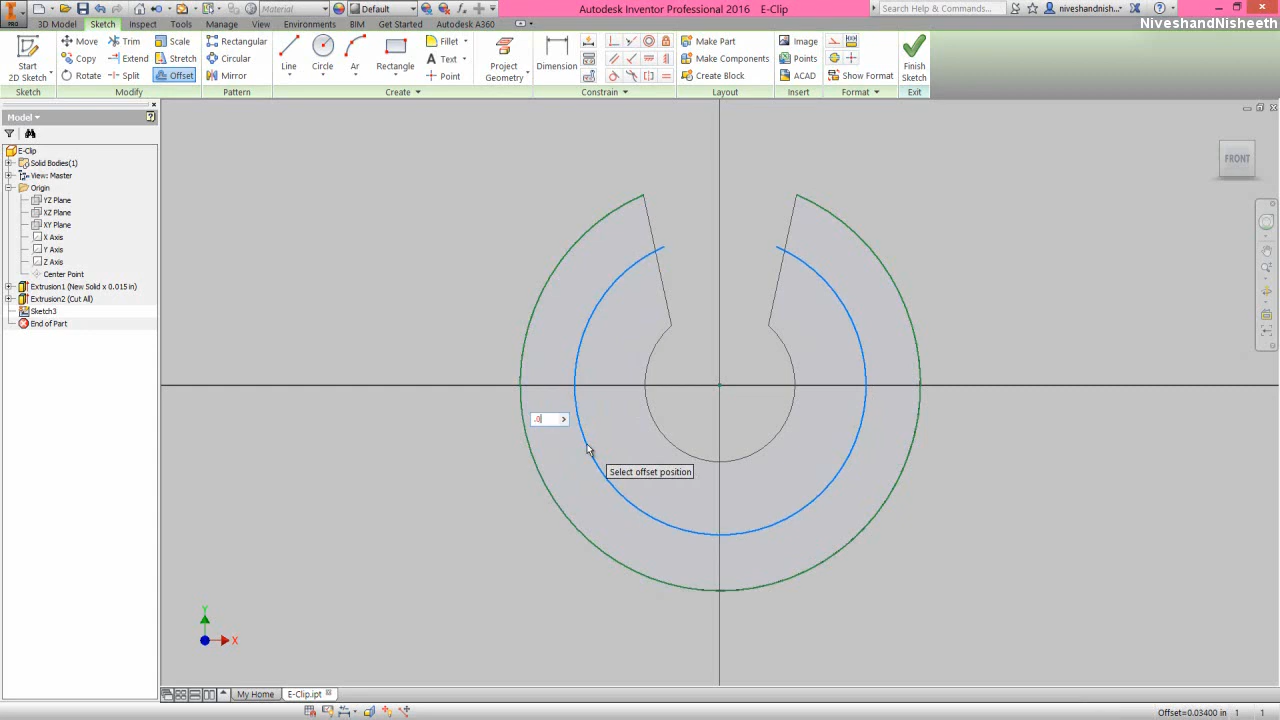 Material
Default
Autodesk Inventor Professional 2016 E-Clip
Search Help & Commands...
niveshandnish...
NiveshandNisheeth
PRO
3D Model
Sketch
Inspect
Tools
Manage
View
Environments
BIM
Get Started
Autodesk A360
Start
2D Sketch
Move
Trim
Scale
Extend
Stretch
Rotate
Split
Offset
Rectangular
Circular
Mirror
Line
Circle
Arc
Rectangle
Fillet
Text
Point
Project
Geometry
Dimension
Make Part
Make Components
Create Block
Image
Points
ACAD
Show Format
Finish
Sketch
Sketch
Modify
Pattern
Create
Constrain
Layout
Insert
Format
Exit
Model
E-Clip
Solid Bodies(1)
View: Master
Origin
YZ Plane
XZ Plane
XY Plane
X Axis
Y Axis
Z Axis
Center Point
Extrusion1 (New Solid x 0.015 in)
Extrusion2 (Cut All)
Sketch3
End of Part
FRONT
.0
Select offset position
Y
X
My Home
E-Clip.ipt
Offset=0.03400 in 1 1